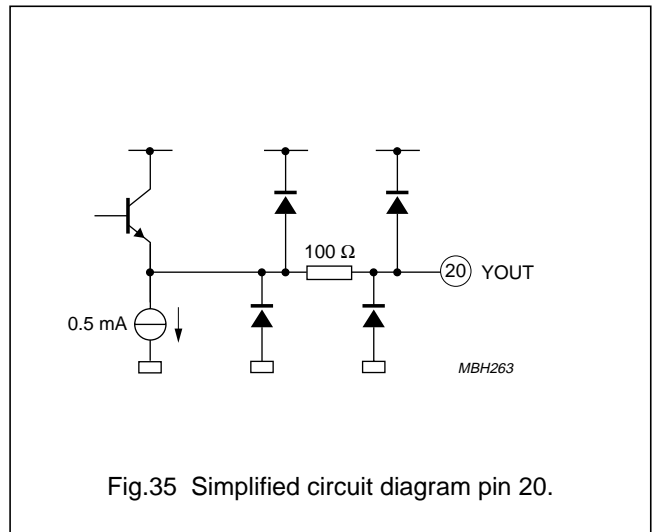 100 Ω
20 YOUT
0.5 mA
MBH263
Fig.35 Simplified circuit diagram pin 20.